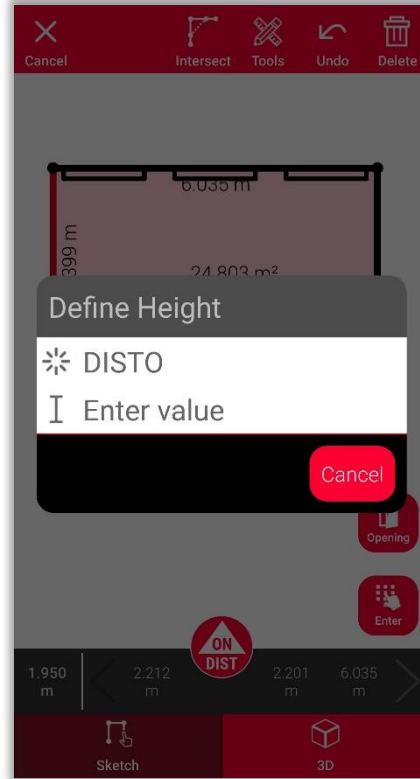 Cancel
Intersect
Tools
Undo
Delete
6.035 m
399 m
24.803 m²
Define Height
DISTO
Enter value
Cancel
Opening
Enter
ON
DIST
1.950 m
2.212 m
2.201 m
6.035 m
Sketch
3D